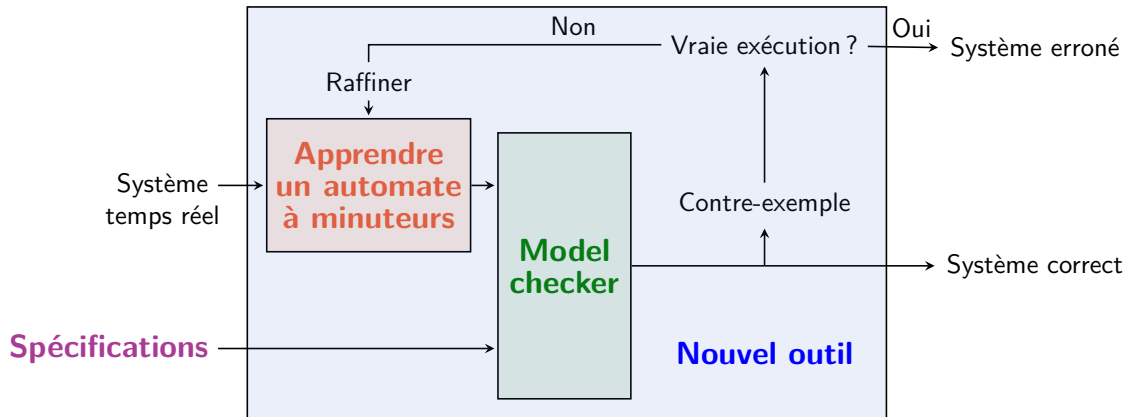 Non
Vraie exécution ?
Oui
Système erroné
Raffiner
Apprendre
un automate
à minuteurs
Système
temps réel
Contre-exemple
Model
checker
Système correct
Spécifications
Nouvel outil